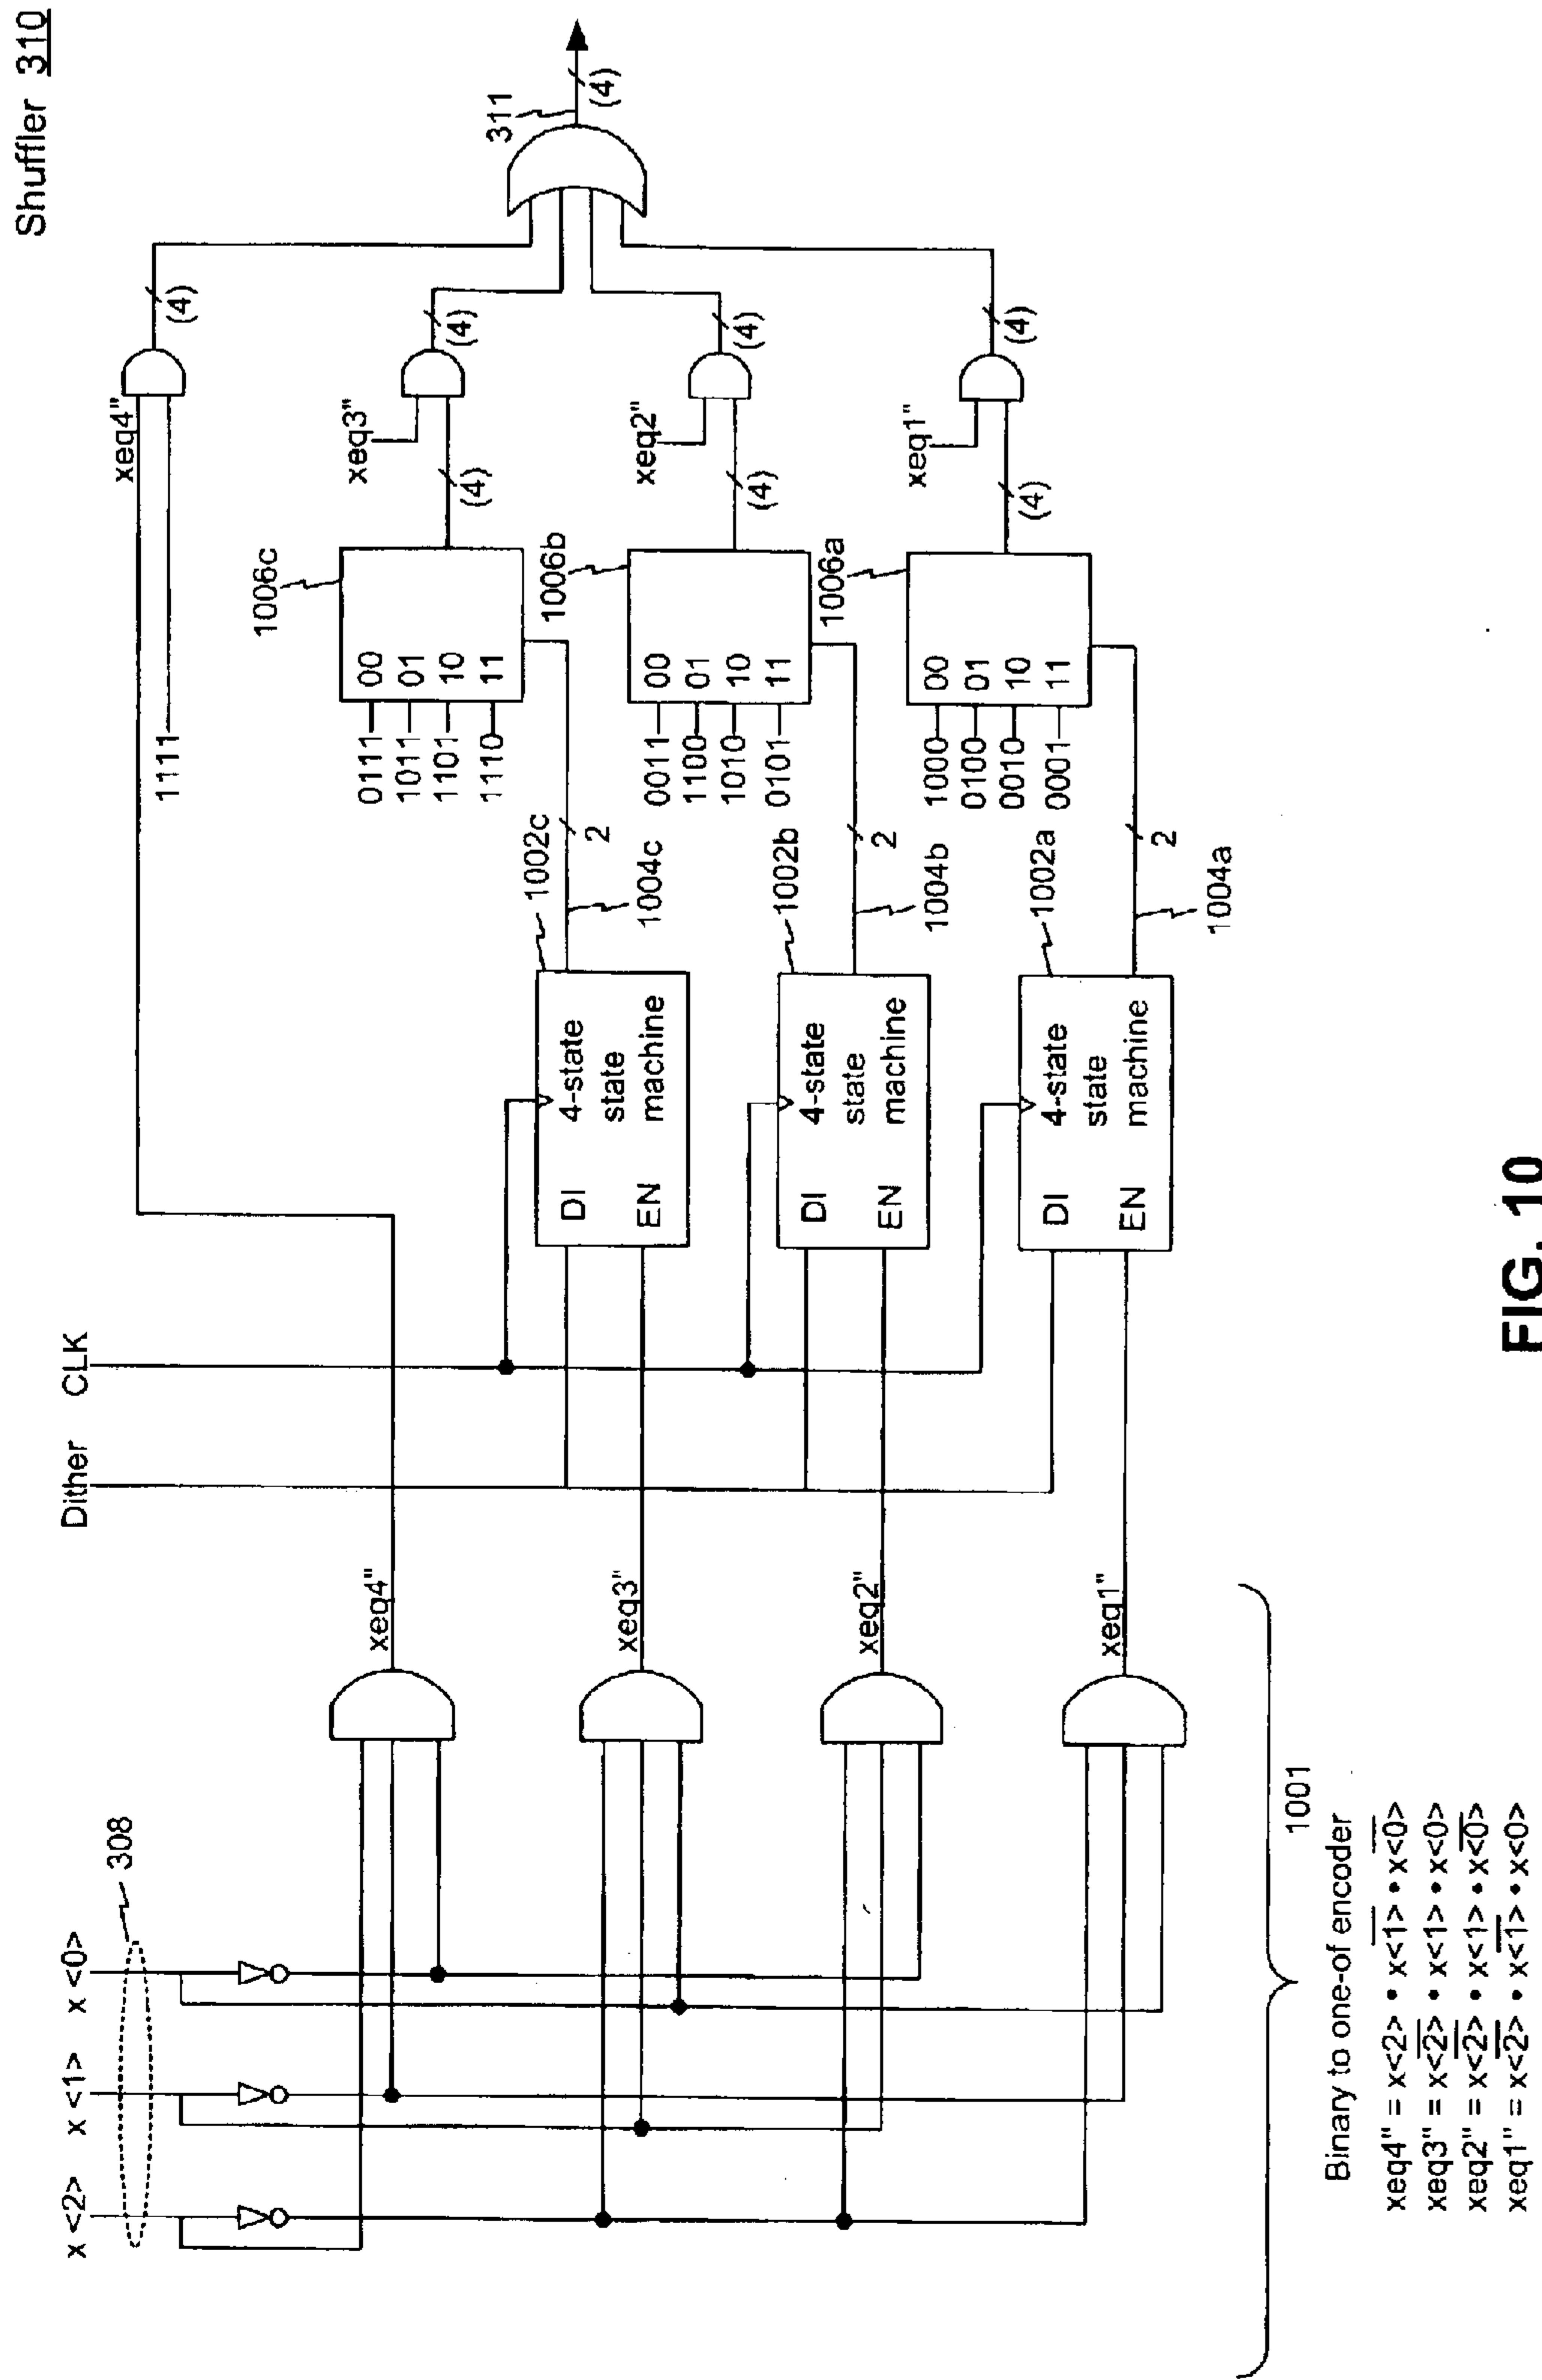 Shuffler 310
x <2> x <1> x <0>
308
Dither CLK
xeq4"
xeq3"
xeq2"
xeq1"
DI
EN
4-state
state
machine
1002c
1004c
2
DI
EN
4-state
state
machine
1002b
1004b
2
DI
EN
4-state
state
machine
1002a
1004a
2
1111
xeq4"
(4)
0111 00
1011 01
1101 10
1110 11
1006c
(4)
xeq3"
(4)
0011 00
1100 01
1010 10
0101 11
1006b
(4)
xeq2"
(4)
1000 00
0100 01
0010 10
0001 11
1006a
(4)
xeq1"
(4)
311
(4)
1001
Binary to one-of encoder
xeq4" = x<2> • x<1̅> • x<0̅>
xeq3" = x<2̅> • x<1> • x<0>
xeq2" = x<2̅> • x<1> • x<0̅>
xeq1" = x<2̅> • x<1̅> • x<0>
FIG. 10